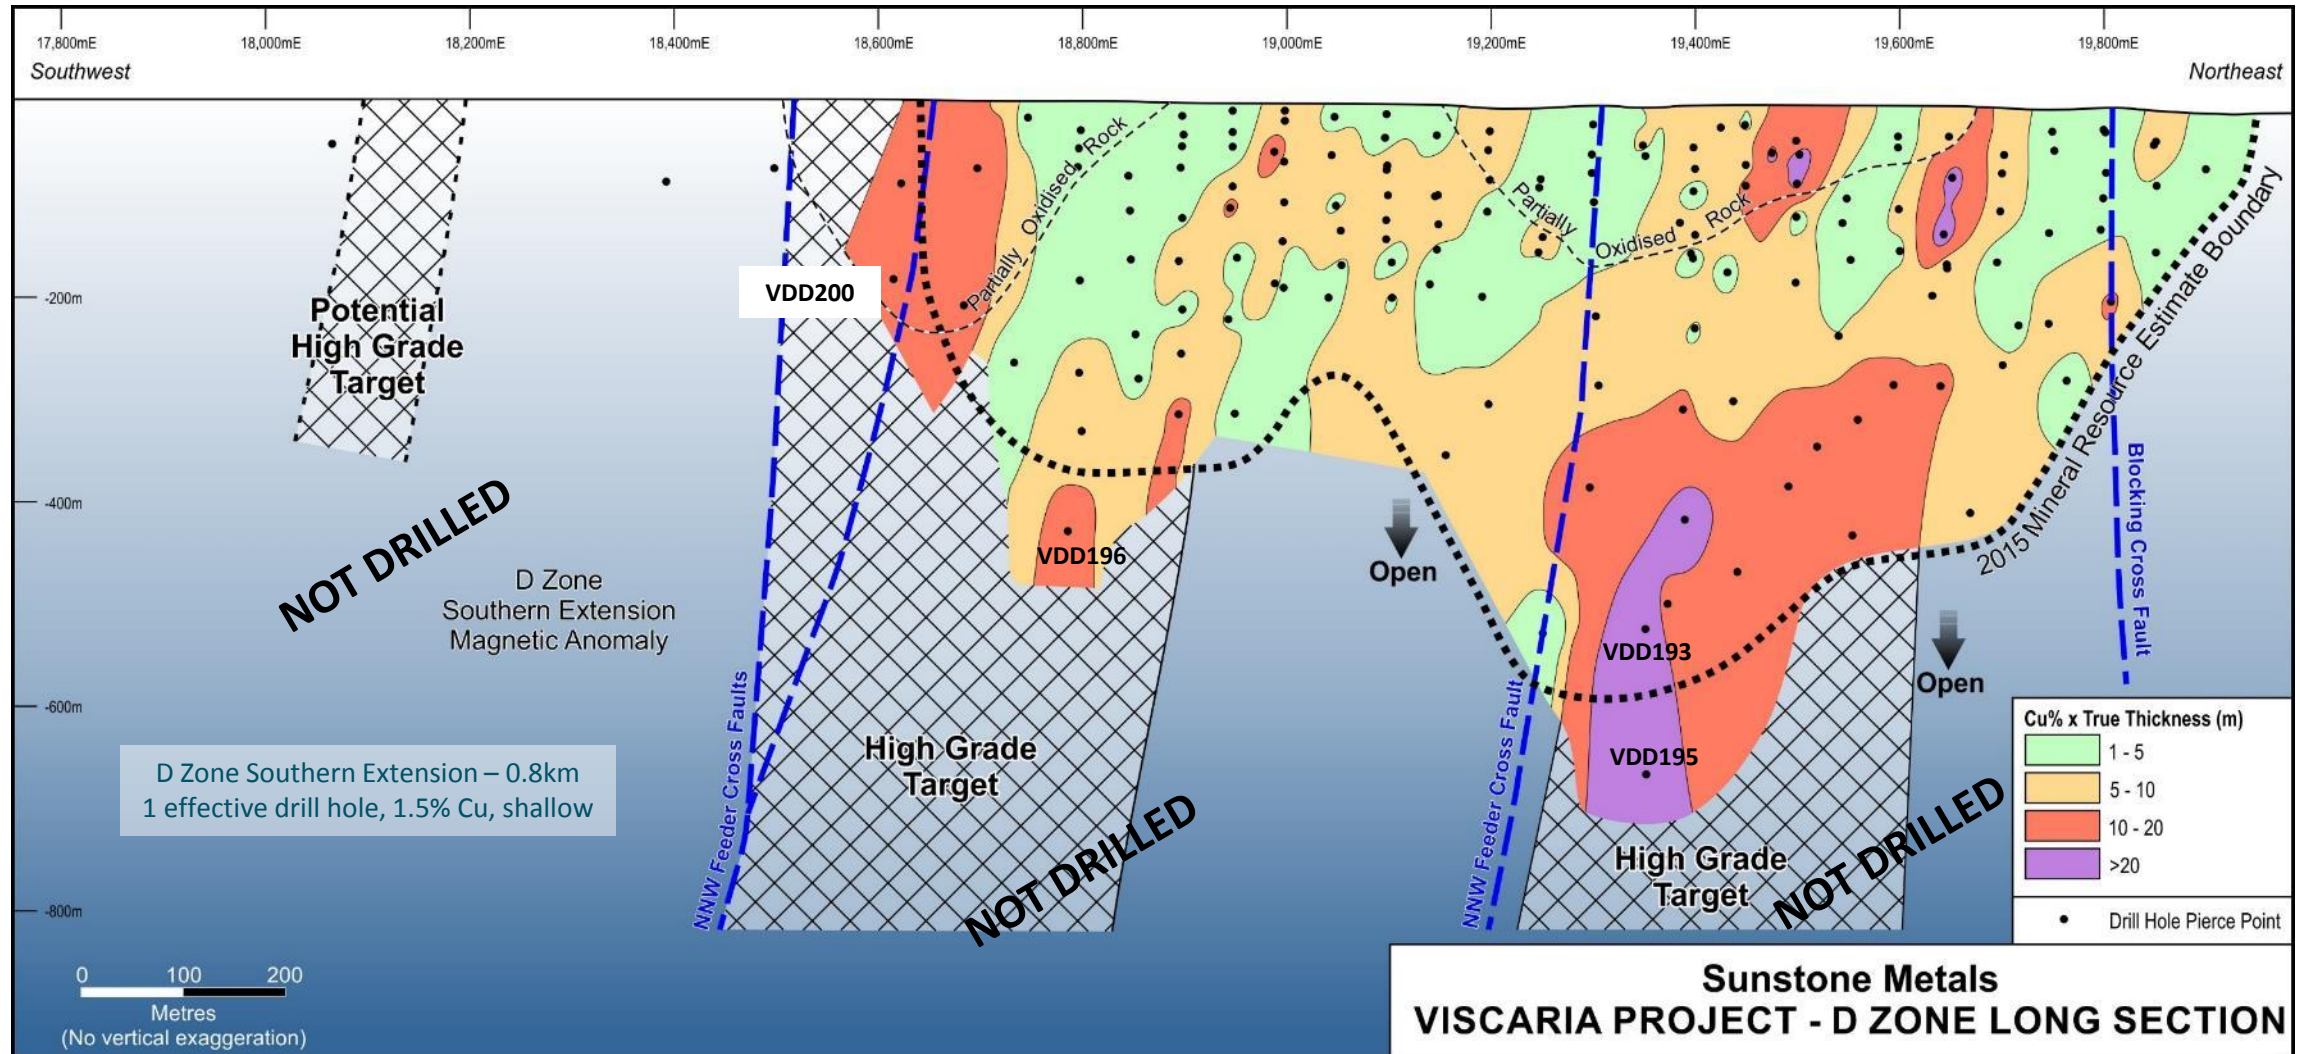 17,800mE
18,000mE
18,200mE
18,400mE
18,600mE
18,800mE
19,000mE
19,200mE
19,400mE
19,600mE
19,800mE
Southwest
Northeast
-200m
-400m
-600m
-800m
Potential
High Grade
Target
VDD200
Partially Oxidised Rock
Partially Oxidised Rock
2015 Mineral Resource Estimate Boundary
NOT DRILLED
D Zone
Southern Extension
Magnetic Anomaly
VDD196
Open
VDD193
VDD195
Open
Blocking Cross Fault
NNW Feeder Cross Faults
High Grade
Target
NOT DRILLED
NNW Feeder Cross Fault
High Grade
Target
NOT DRILLED
D Zone Southern Extension – 0.8km
1 effective drill hole, 1.5% Cu, shallow
Cu% x True Thickness (m)
1 - 5
5 - 10
10 - 20
>20
Drill Hole Pierce Point
0 100 200
Metres
(No vertical exaggeration)
Sunstone Metals
VISCARIA PROJECT - D ZONE LONG SECTION